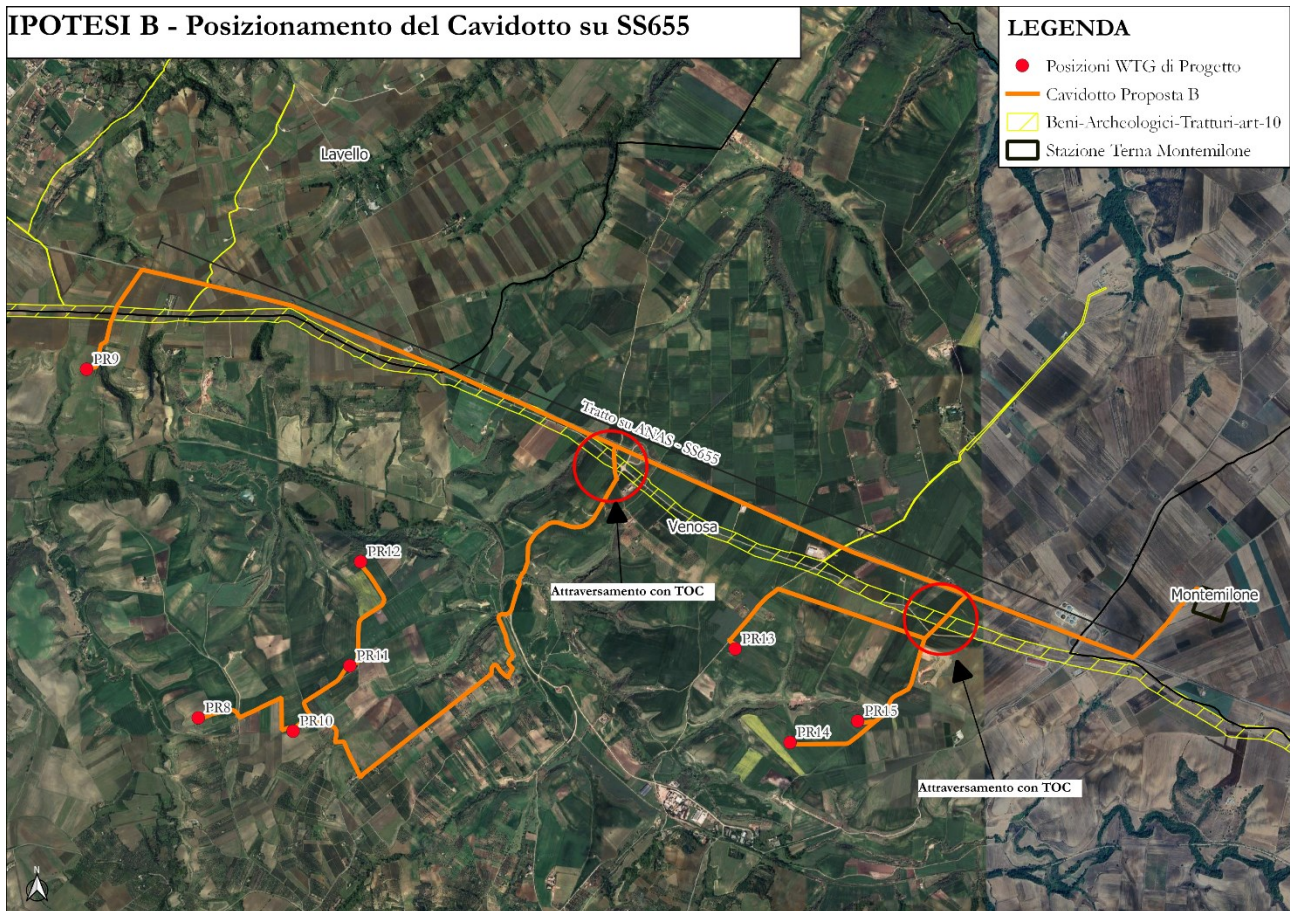 IPOTESI B - Posizionamento del Cavidotto su SS655
LEGENDA
Posizioni WTG di Progetto
Cavidotto Proposta B
Beni-Archeologici-Tratturi-art-10
Stazione Terna Montemilone
Lavello
PR9
Tratto su ANAS - SS655
Venosa
PR12
Attraversamento con TOC
Montemilone
PR13
PR11
PR8
PR10
PR15
PR14
Attraversamento con TOC
N